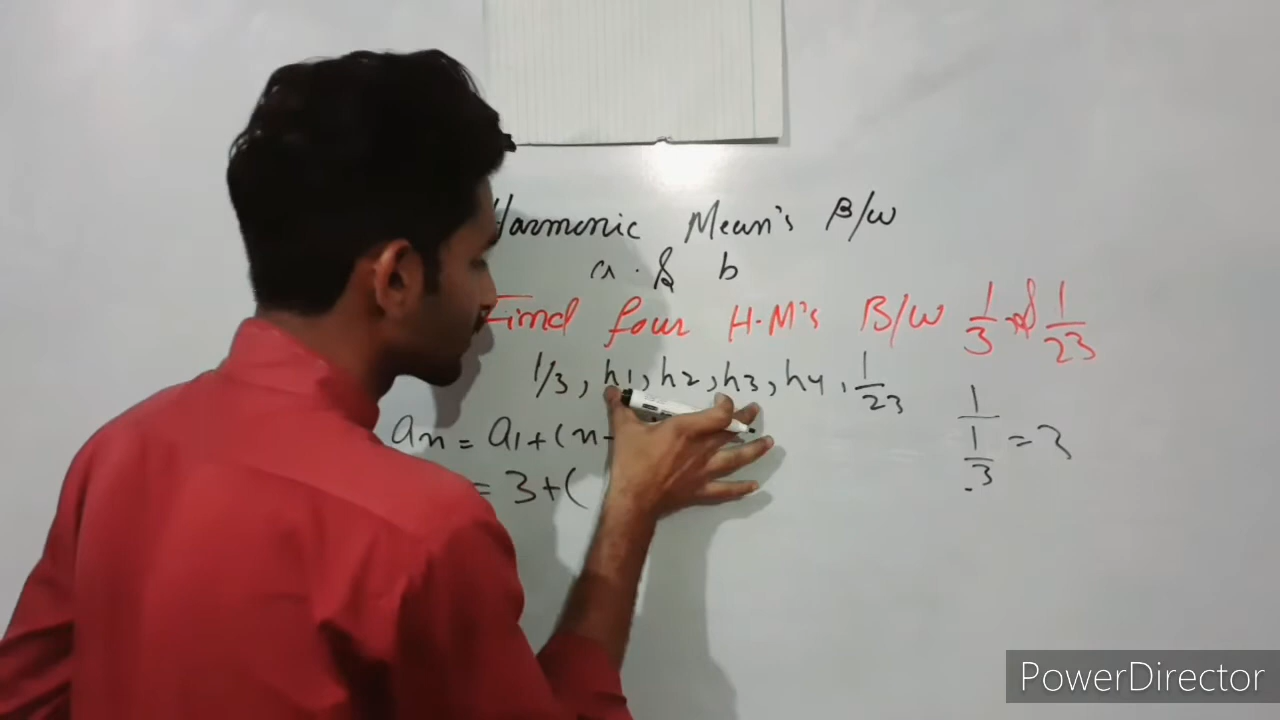 Harmonic Mean's B/W
a & b
Find four H.M's B/W 1/3 & 1/23
1/3, h1, h2, h3, h4, 1/23
an = a1 + (n-
= 3 + (
1/(1/3) = 3
PowerDirector